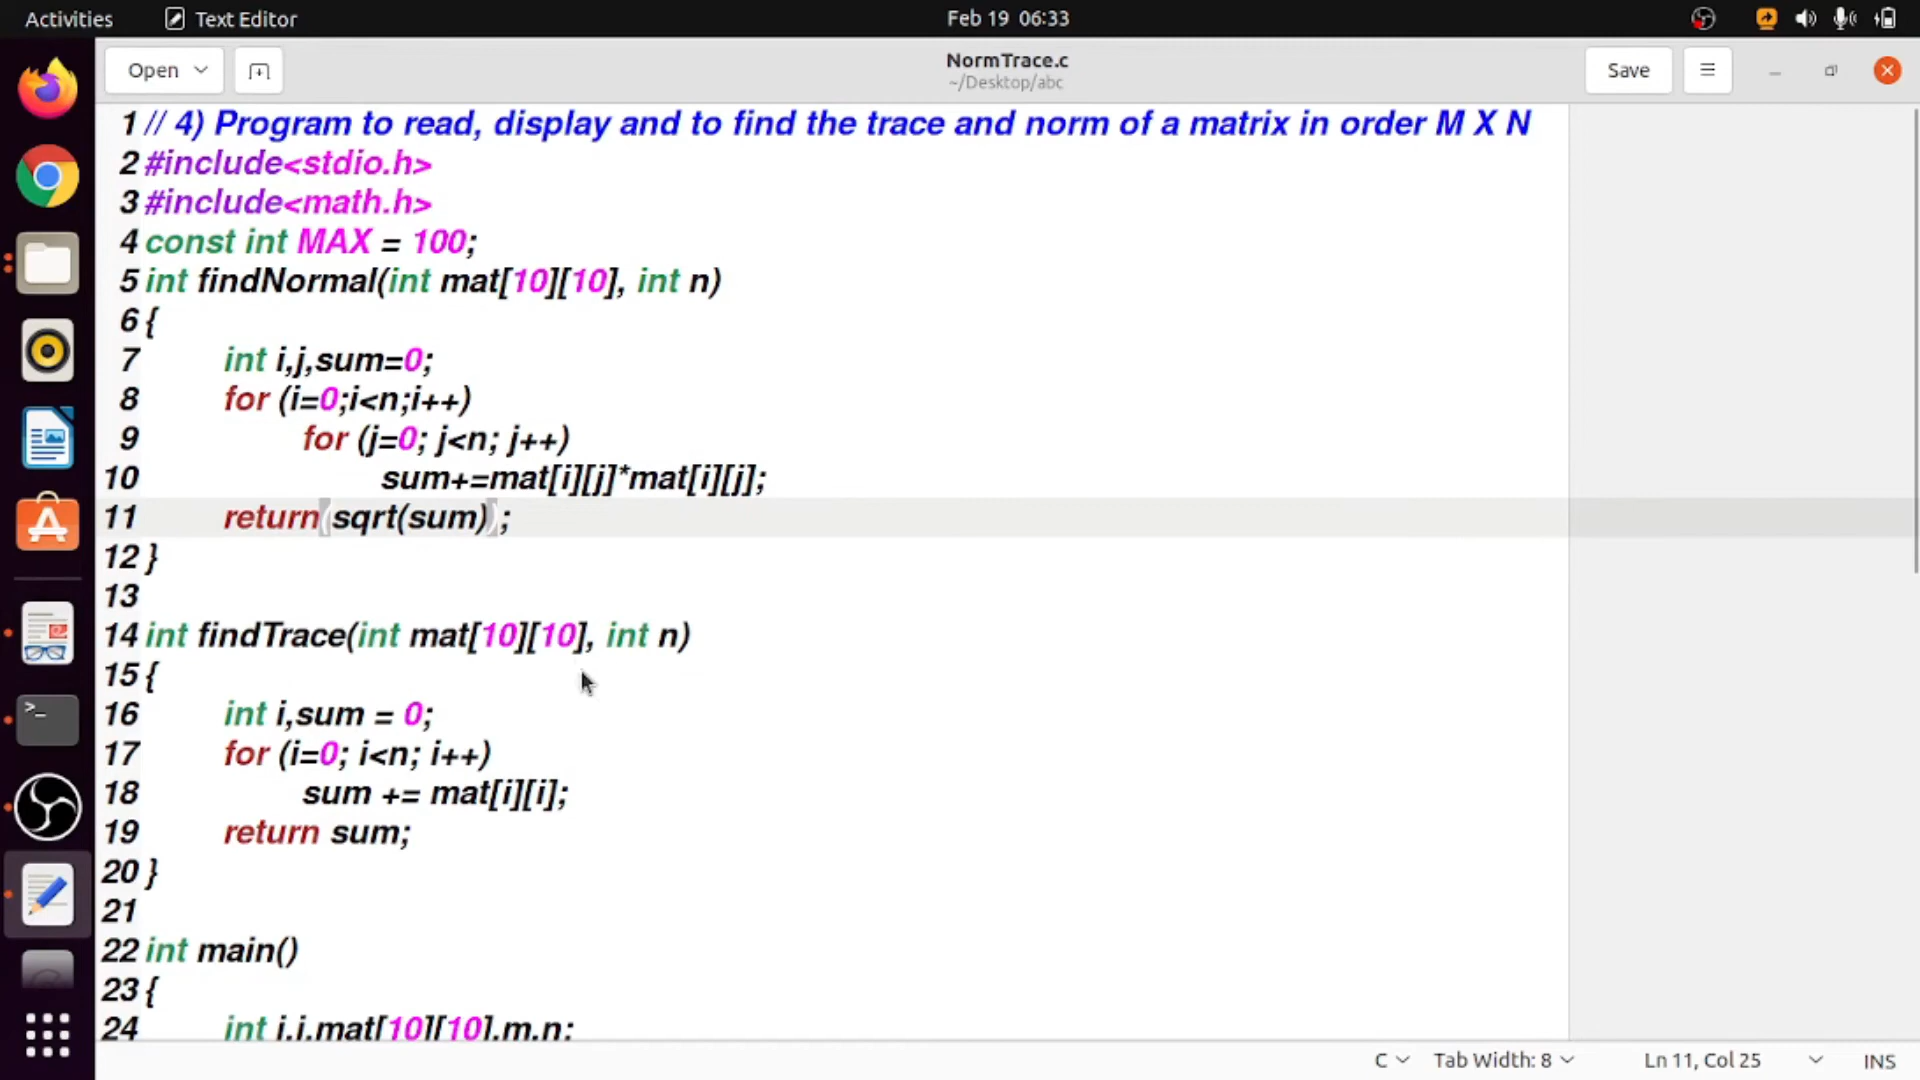 Activities Text Editor Feb 19 06:33
Open NormTrace.c Save
~/Desktop/abc
1 // 4) Program to read, display and to find the trace and norm of a matrix in order M X N
2 #include<stdio.h>
3 #include<math.h>
4 const int MAX = 100;
5 int findNormal(int mat[10][10], int n)
6 {
7 int i,j,sum=0;
8 for (i=0;i<n;i++)
9 for (j=0; j<n; j++)
10 sum+=mat[i][j]*mat[i][j];
11 return(sqrt(sum));
12 }
13
14 int findTrace(int mat[10][10], int n)
15 {
16 int i,sum = 0;
17 for (i=0; i<n; i++)
18 sum += mat[i][i];
19 return sum;
20 }
21
22 int main()
23 {
24 int i,j,mat[10][10],m,n;
C Tab Width: 8 Ln 11, Col 25 INS